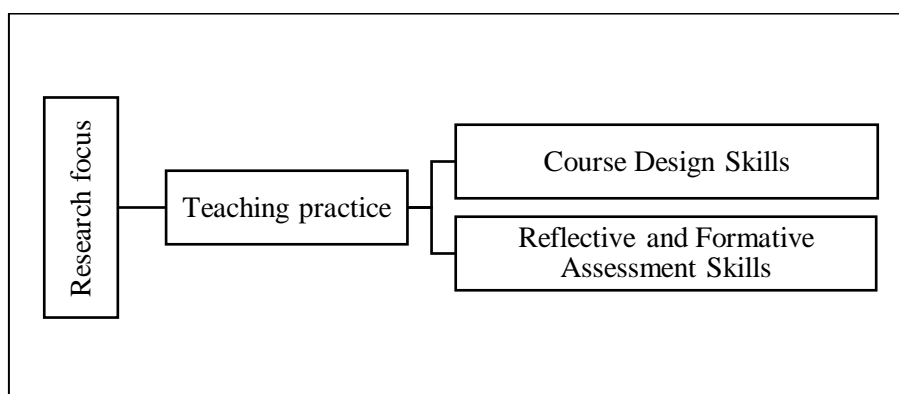 Research focus
Teaching practice
Course Design Skills
Reflective and Formative
Assessment Skills